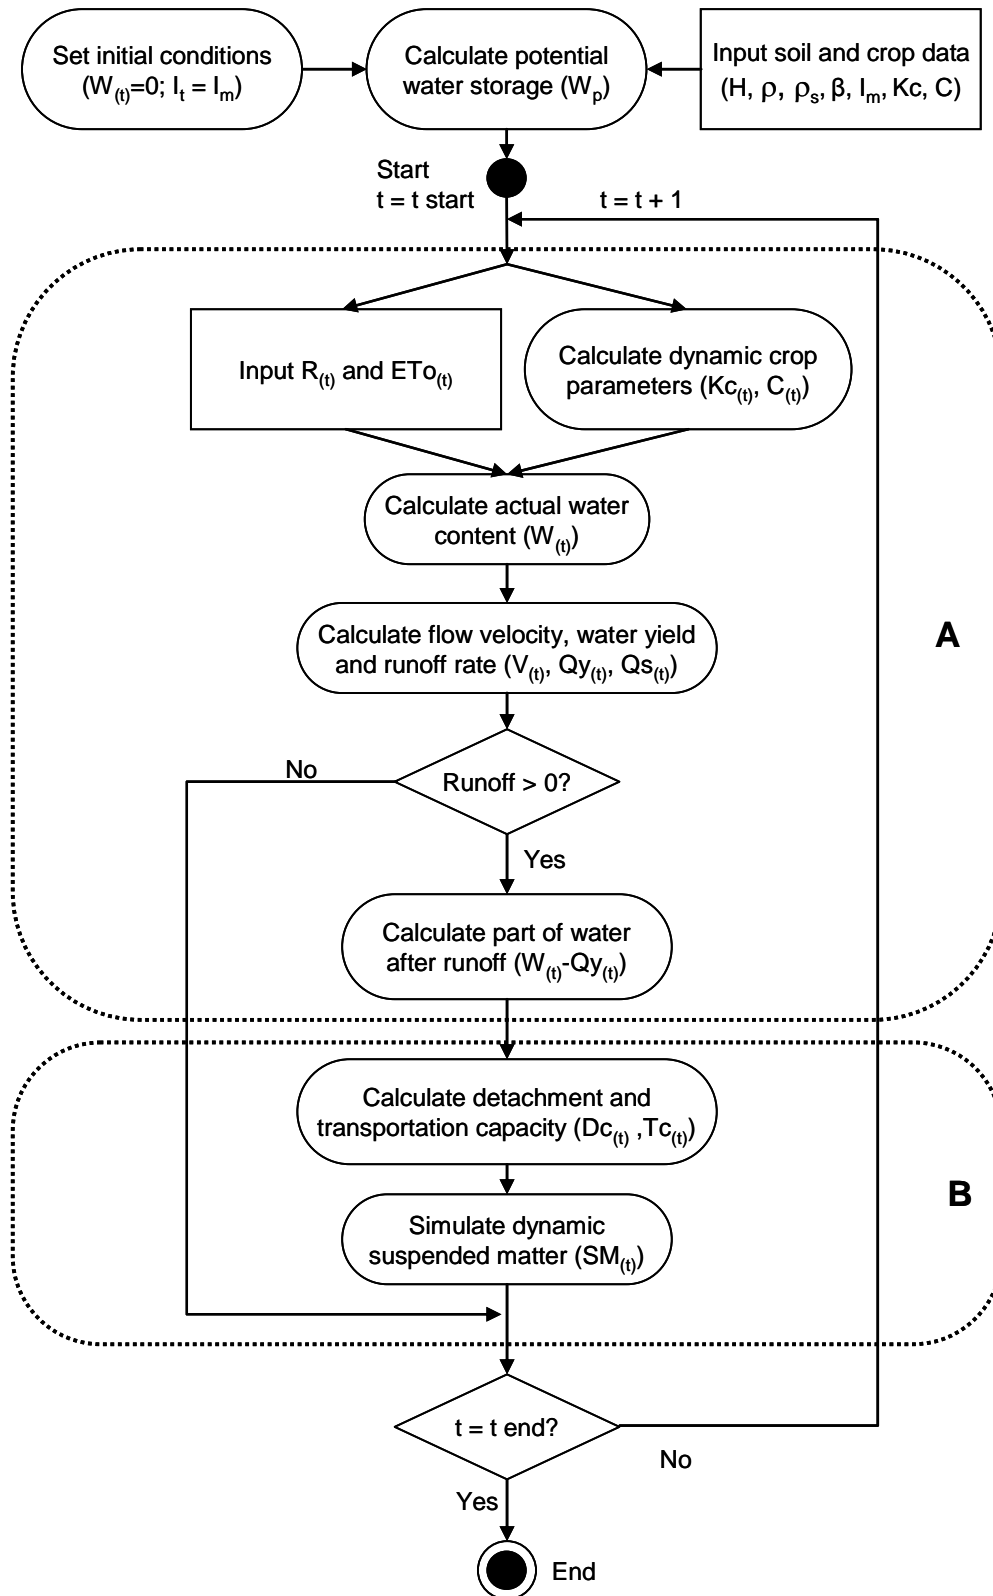 Set initial conditions
(W(t)=0; It = Im)
Calculate potential
water storage (Wp)
Input soil and crop data
(H, ρ, ρs, β, Im, Kc, C)
Start
t = t start
t = t + 1
Input R(t) and ETo(t)
Calculate dynamic crop
parameters (Kc(t), C(t))
Calculate actual water
content (W(t))
Calculate flow velocity, water yield
and runoff rate (V(t), Qy(t), Qs(t))
A
No
Runoff > 0?
Yes
Calculate part of water
after runoff (W(t)-Qy(t))
Calculate detachment and
transportation capacity (Dc(t) ,Tc(t))
B
Simulate dynamic
suspended matter (SM(t))
t = t end?
No
Yes
End